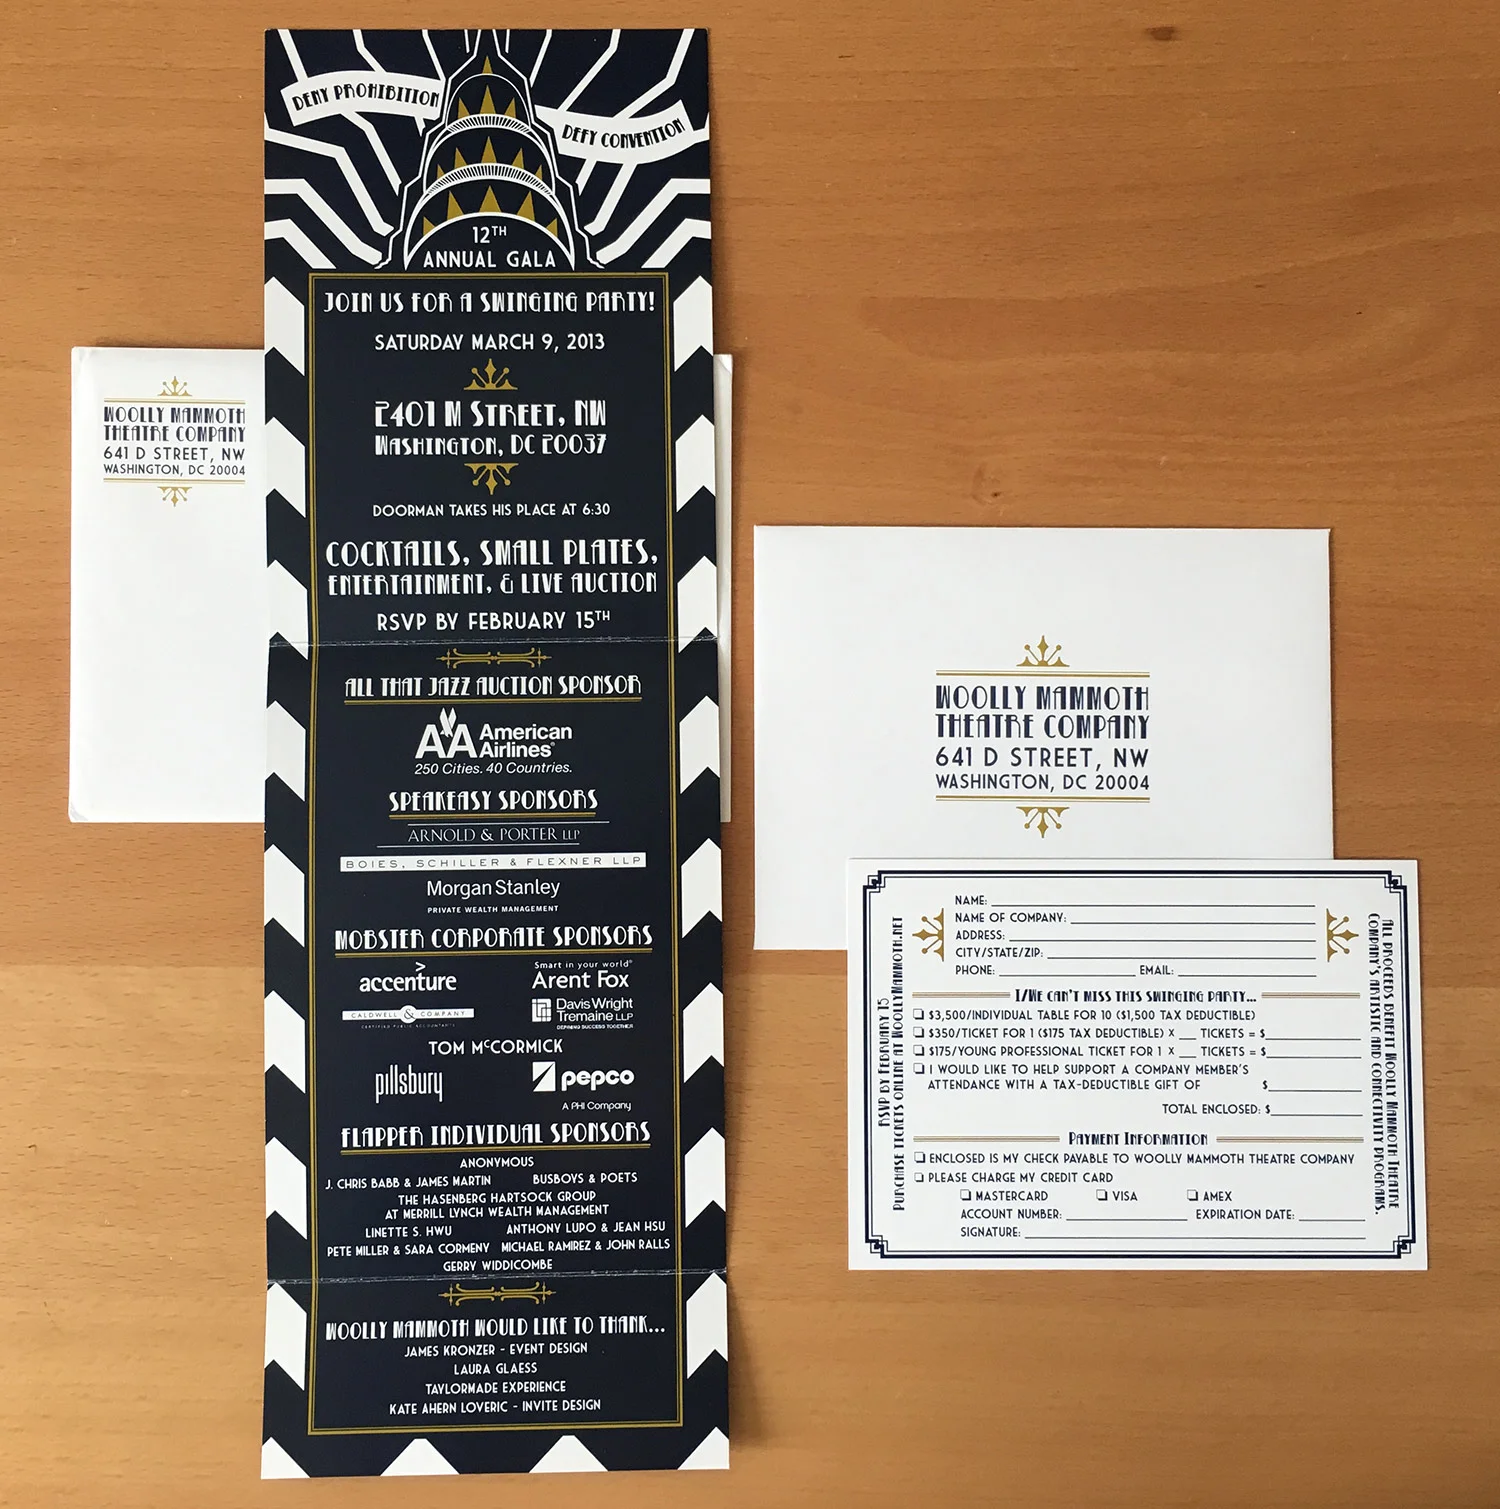 DENY PROHIBITION
DEFY CONVENTION
12TH
ANNUAL GALA
JOIN US FOR A SWINGING PARTY!
SATURDAY MARCH 9, 2013
2401 M STREET, NW
WASHINGTON, DC 20037
DOORMAN TAKES HIS PLACE AT 6:30
COCKTAILS, SMALL PLATES,
ENTERTAINMENT, & LIVE AUCTION
RSVP BY FEBRUARY 15TH
ALL THAT JAZZ AUCTION SPONSOR
AA American
Airlines®
250 Cities. 40 Countries.
SPEAKEASY SPONSORS
ARNOLD & PORTER LLP
BOIES, SCHILLER & FLEXNER LLP
Morgan Stanley
PRIVATE WEALTH MANAGEMENT
MOBSTER CORPORATE SPONSORS
accenture
Smart in your world®
Arent Fox
CALDWELL & COMPANY
CERTIFIED PUBLIC ACCOUNTANTS
Davis Wright
Tremaine LLP
DEFINING SUCCESS TOGETHER
TOM McCORMICK
pillsbury
pepco
A PHI Company
FLAPPER INDIVIDUAL SPONSORS
ANONYMOUS
J. CHRIS BABB & JAMES MARTIN BUSBOYS & POETS
THE HASENBERG HARTSOCK GROUP
AT MERRILL LYNCH WEALTH MANAGEMENT
LINETTE S. HWU ANTHONY LUPO & JEAN HSU
PETE MILLER & SARA CORMENY MICHAEL RAMIREZ & JOHN RALLS
GERRY WIDDICOMBE
WOOLLY MAMMOTH WOULD LIKE TO THANK...
JAMES KRONZER - EVENT DESIGN
LAURA GLAESS
TAYLORMADE EXPERIENCE
KATE AHERN LOVERIC - INVITE DESIGN
WOOLLY MAMMOTH
THEATRE COMPANY
641 D STREET, NW
WASHINGTON, DC 20004
WOOLLY MAMMOTH
THEATRE COMPANY
641 D STREET, NW
WASHINGTON, DC 20004
RSVP BY FEBRUARY 15
PURCHASE TICKETS ONLINE AT WOOLLYMAMMOTH.NET
NAME:
NAME OF COMPANY:
ADDRESS:
CITY/STATE/ZIP:
PHONE: EMAIL:
I/WE CAN'T MISS THIS SWINGING PARTY...
$3,500/INDIVIDUAL TABLE FOR 10 ($1,500 TAX DEDUCTIBLE)
$350/TICKET FOR 1 ($175 TAX DEDUCTIBLE) X __ TICKETS = $
$175/YOUNG PROFESSIONAL TICKET FOR 1 X __ TICKETS = $
I WOULD LIKE TO HELP SUPPORT A COMPANY MEMBER'S
ATTENDANCE WITH A TAX-DEDUCTIBLE GIFT OF $
TOTAL ENCLOSED: $
PAYMENT INFORMATION
ENCLOSED IS MY CHECK PAYABLE TO WOOLLY MAMMOTH THEATRE COMPANY
PLEASE CHARGE MY CREDIT CARD
MASTERCARD VISA AMEX
ACCOUNT NUMBER: EXPIRATION DATE:
SIGNATURE:
ALL PROCEEDS BENEFIT WOOLLY MAMMOTH THEATRE
COMPANY'S ARTISTIC AND CONNECTIVITY PROGRAMS.